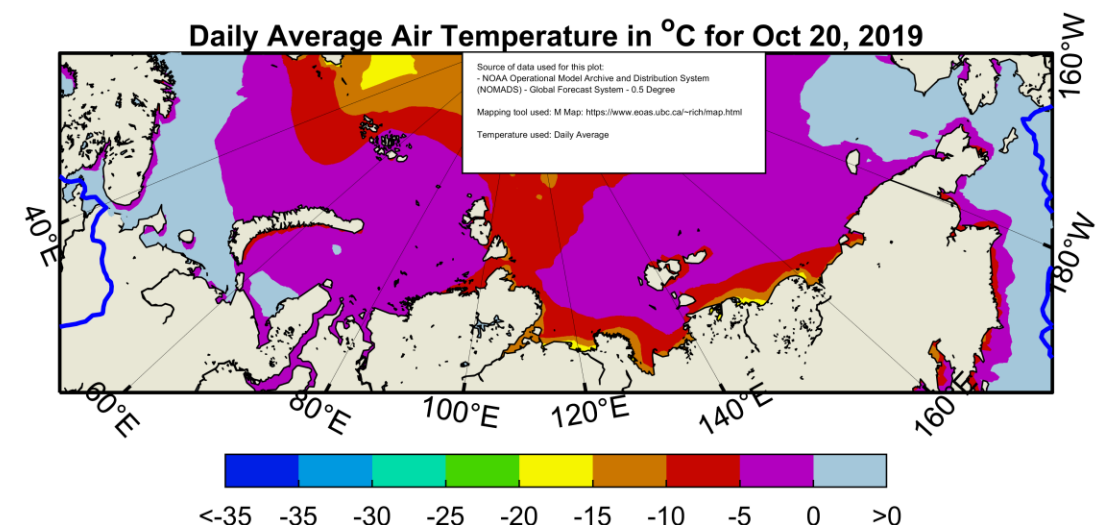 Daily Average Air Temperature in °C for Oct 20, 2019
Source of data used for this plot:
- NOAA Operational Model Archive and Distribution System
(NOMADS) - Global Forecast System - 0.5 Degree
Mapping tool used: M Map: https://www.eoas.ubc.ca/~rich/map.html
Temperature used: Daily Average
160°W
40°E
180°W
60°E
80°E
100°E
120°E
140°E
160°E
<-35 -35 -30 -25 -20 -15 -10 -5 0 >0